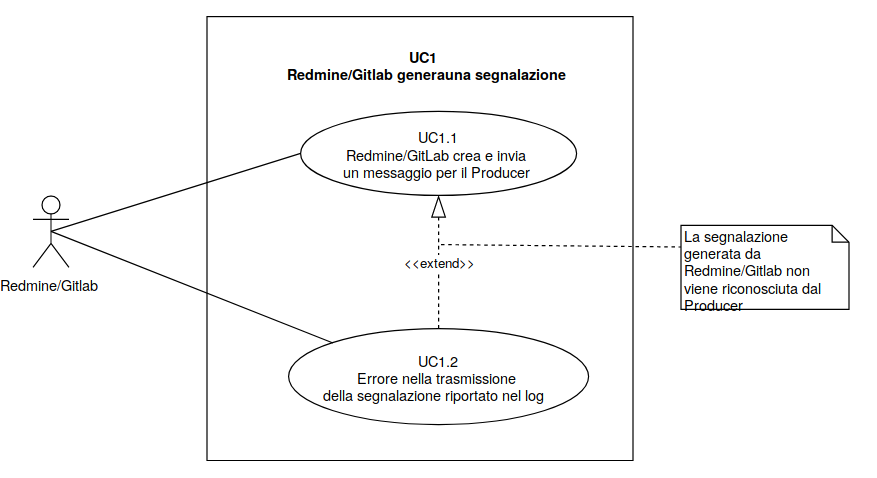 UC1
Redmine/Gitlab generauna segnalazione
UC1.1
Redmine/GitLab crea e invia
un messaggio per il Producer
Redmine/Gitlab
<<extend>>
La segnalazione
generata da
Redmine/Gitlab non
viene riconosciuta dal
Producer
UC1.2
Errore nella trasmissione
della segnalazione riportato nel log